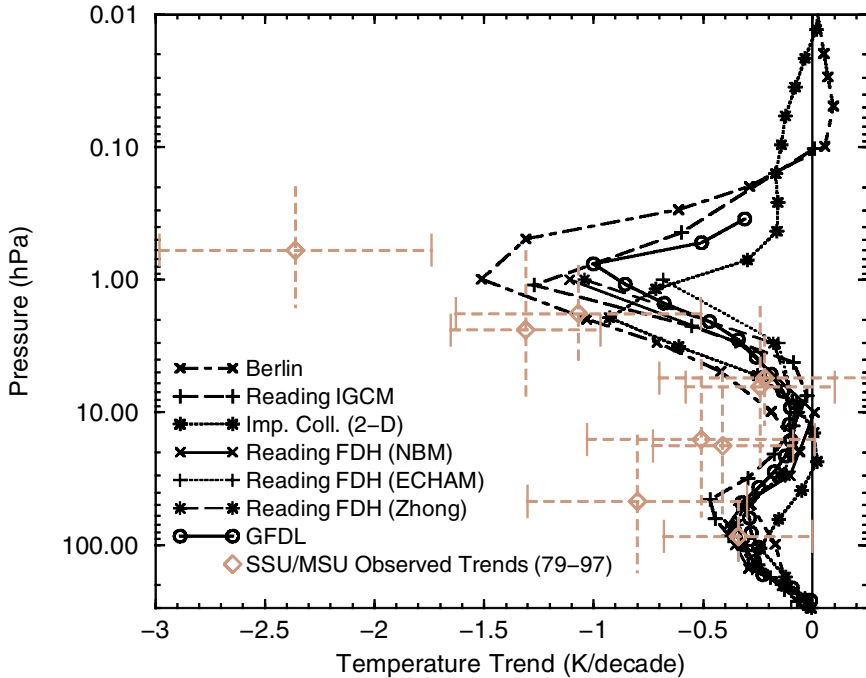 0.01
0.10
1.00
10.00
100.00
Pressure (hPa)
Berlin
Reading IGCM
Imp. Coll. (2−D)
Reading FDH (NBM)
Reading FDH (ECHAM)
Reading FDH (Zhong)
GFDL
SSU/MSU Observed Trends (79−97)
−3 −2.5 −2 −1.5 −1 −0.5 0
Temperature Trend (K/decade)